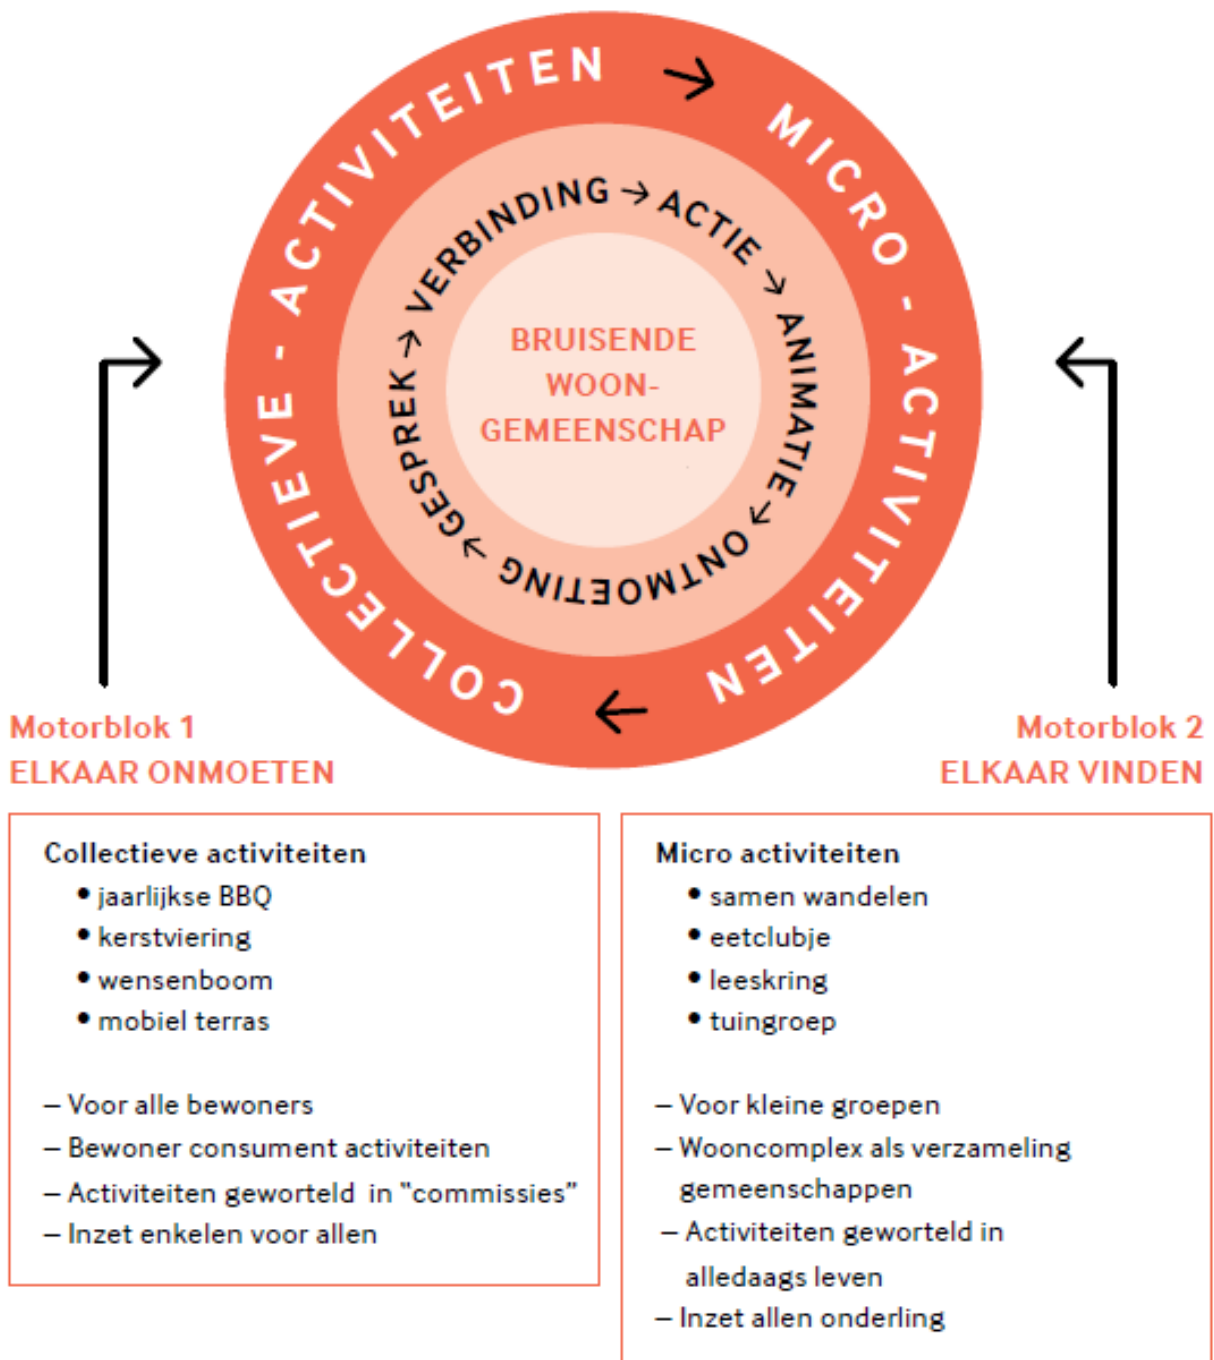 COLLECTIEVE - ACTIVITEITEN →
MICRO - ACTIVITEITEN →
GESPREK → VERBINDING → ACTIE → ANIMATIE → ONTMOETING →
BRUISENDE
WOON-
GEMEENSCHAP
Motorblok 1
ELKAAR ONMOETEN
Collectieve activiteiten
• jaarlijkse BBQ
• kerstviering
• wensenboom
• mobiel terras
– Voor alle bewoners
– Bewoner consument activiteiten
– Activiteiten geworteld in “commissies”
– Inzet enkelen voor allen
Motorblok 2
ELKAAR VINDEN
Micro activiteiten
• samen wandelen
• eetclubje
• leeskring
• tuingroep
– Voor kleine groepen
– Wooncomplex als verzameling
gemeenschappen
– Activiteiten geworteld in
alledaags leven
– Inzet allen onderling